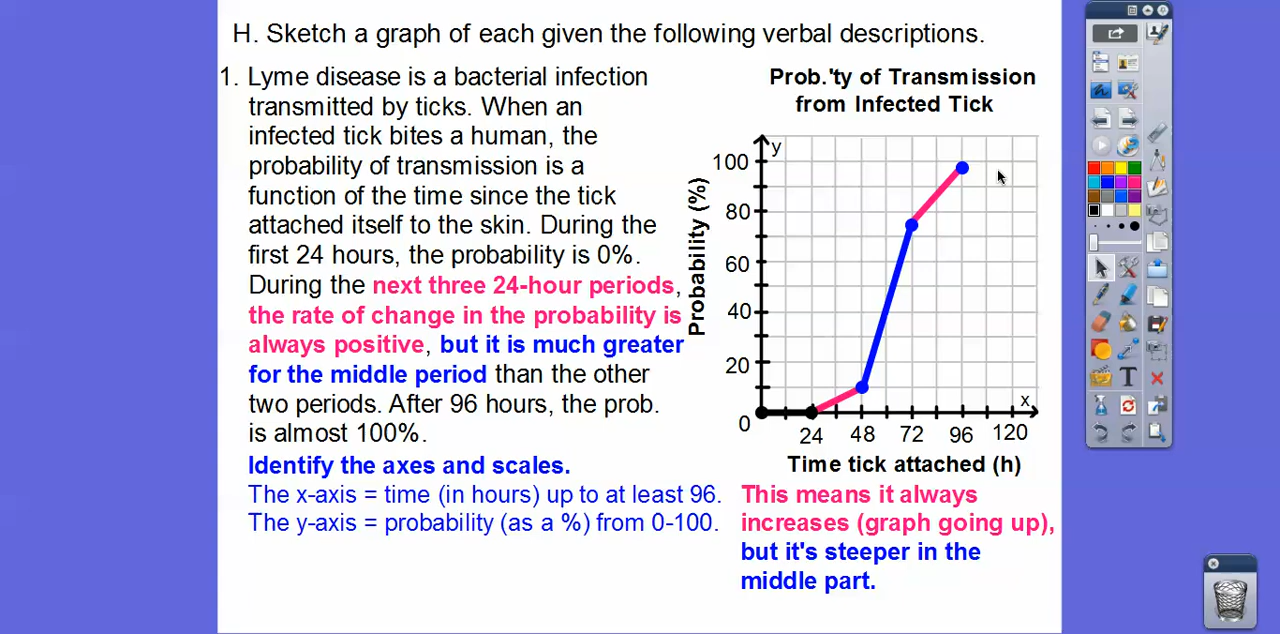 H. Sketch a graph of each given the following verbal descriptions.
1. Lyme disease is a bacterial infection
transmitted by ticks. When an
infected tick bites a human, the
probability of transmission is a
function of the time since the tick
attached itself to the skin. During the
first 24 hours, the probability is 0%.
During the next three 24-hour periods,
the rate of change in the probability is
always positive, but it is much greater
for the middle period than the other
two periods. After 96 hours, the prob.
is almost 100%.
Identify the axes and scales.
The x-axis = time (in hours) up to at least 96.
The y-axis = probability (as a %) from 0-100.
Prob.'ty of Transmission
from Infected Tick
y
100
80
60
40
20
0
Probability (%)
x
24 48 72 96 120
Time tick attached (h)
This means it always
increases (graph going up),
but it's steeper in the
middle part.
T